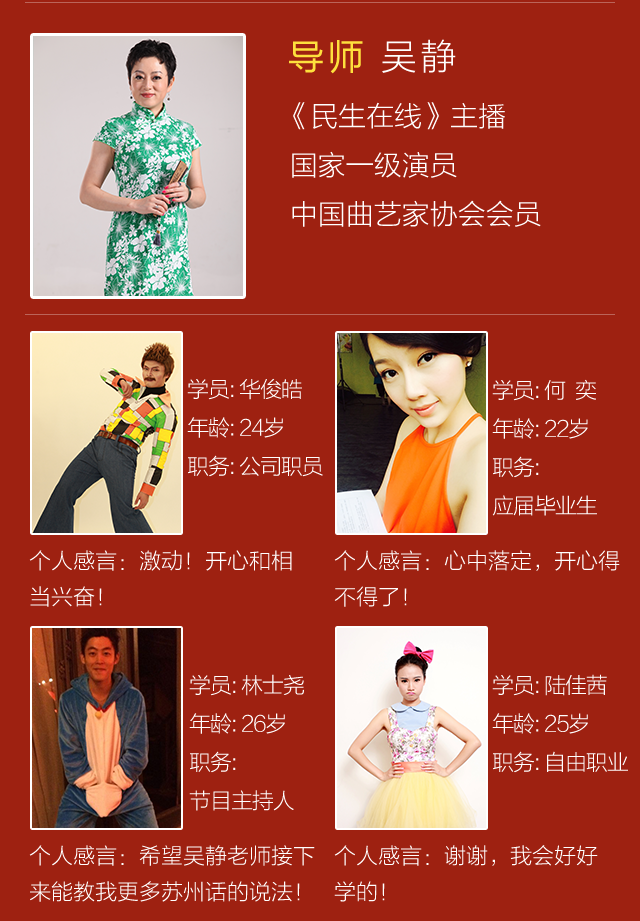 导师 吴静
《民生在线》主播
国家一级演员
中国曲艺家协会会员
学员: 华俊皓
年龄: 24岁
职务: 公司职员
个人感言：激动！开心和相
当兴奋！
学员: 何 奕
年龄: 22岁
职务:
应届毕业生
个人感言：心中落定，开心得
不得了！
学员: 林士尧
年龄: 26岁
职务:
节目主持人
个人感言：希望吴静老师接下
来能教我更多苏州话的说法！
学员: 陆佳茜
年龄: 25岁
职务: 自由职业
个人感言：谢谢，我会好好
学的！